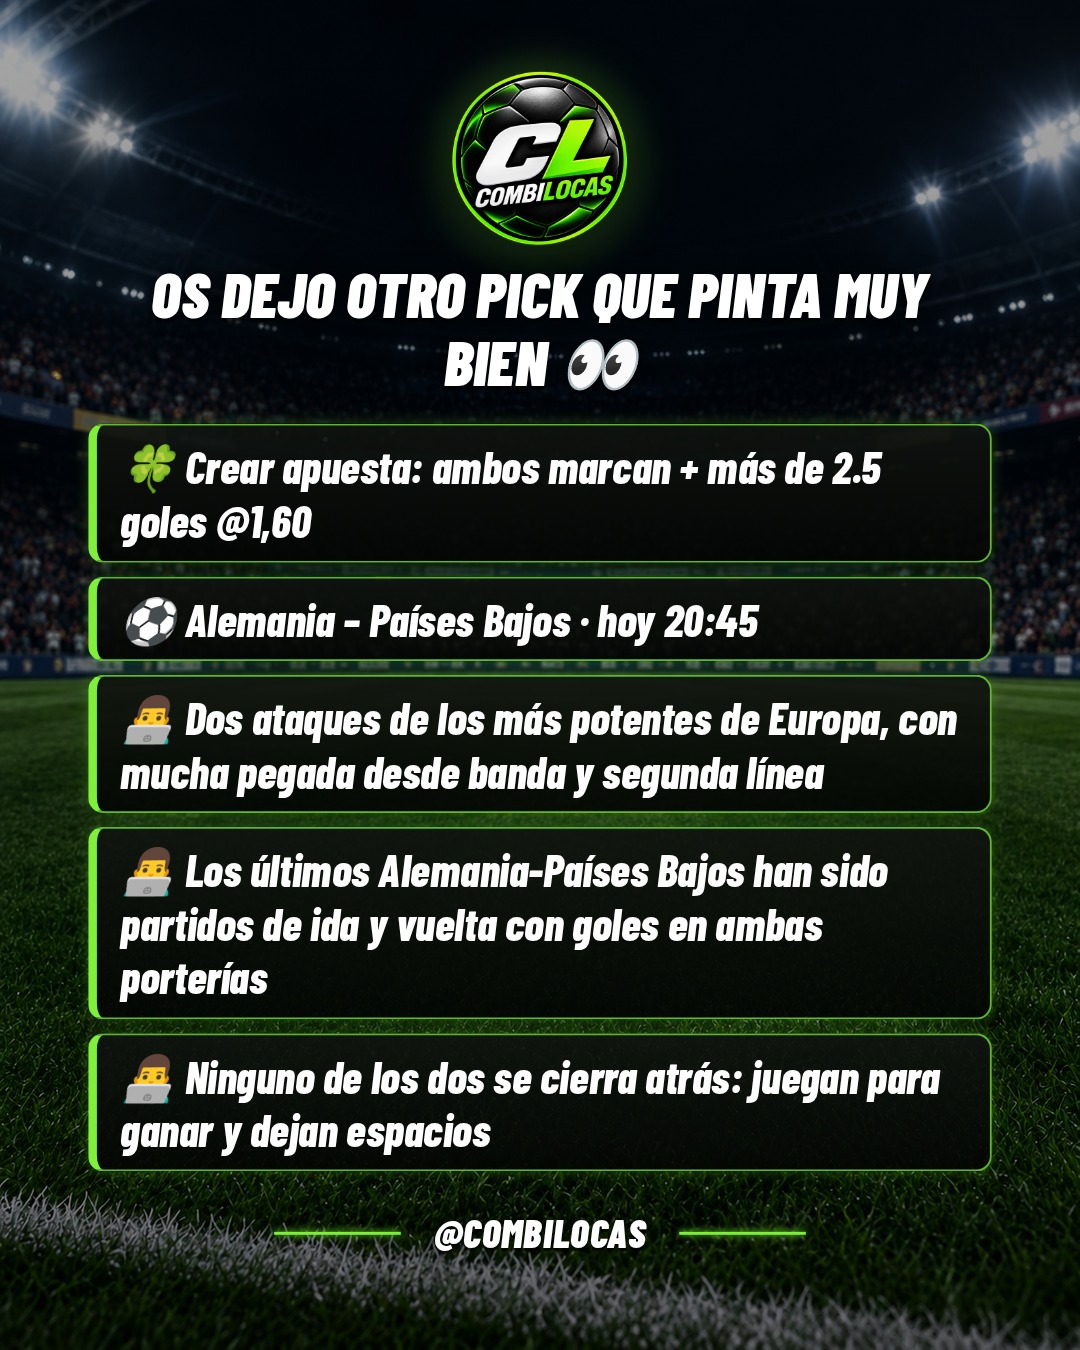 CL
COMBILOCAS
OS DEJO OTRO PICK QUE PINTA MUY
BIEN 👀
🍀 Crear apuesta: ambos marcan + más de 2.5
goles @1,60
⚽ Alemania – Países Bajos · hoy 20:45
👨‍💻 Dos ataques de los más potentes de Europa, con
mucha pegada desde banda y segunda línea
👨‍💻 Los últimos Alemania-Países Bajos han sido
partidos de ida y vuelta con goles en ambas
porterías
👨‍💻 Ninguno de los dos se cierra atrás: juegan para
ganar y dejan espacios
@COMBILOCAS